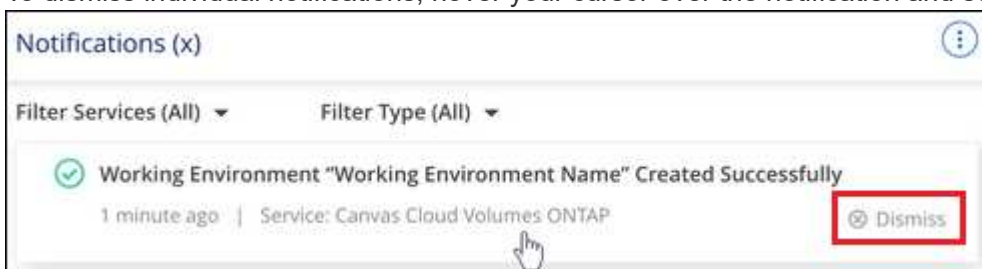 Notifications (x)
Filter Services (All) Filter Type (All)
Working Environment "Working Environment Name" Created Successfully
1 minute ago | Service: Canvas Cloud Volumes ONTAP Dismiss